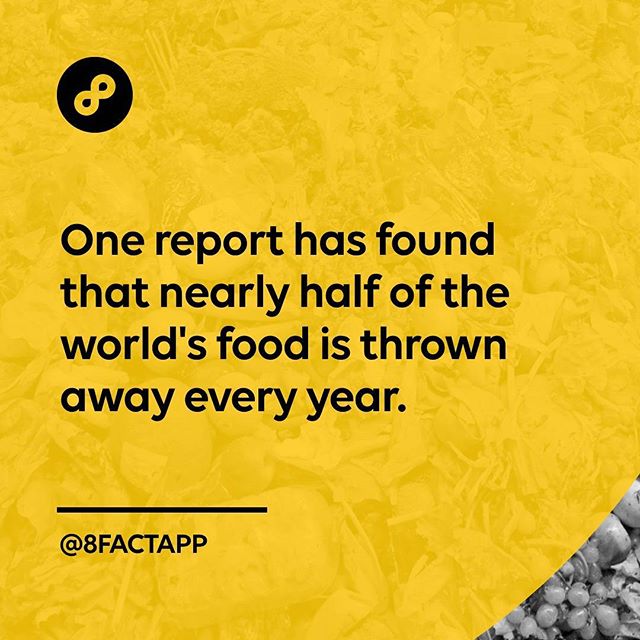 One report has found
that nearly half of the
world's food is thrown
away every year.
@8FACTAPP